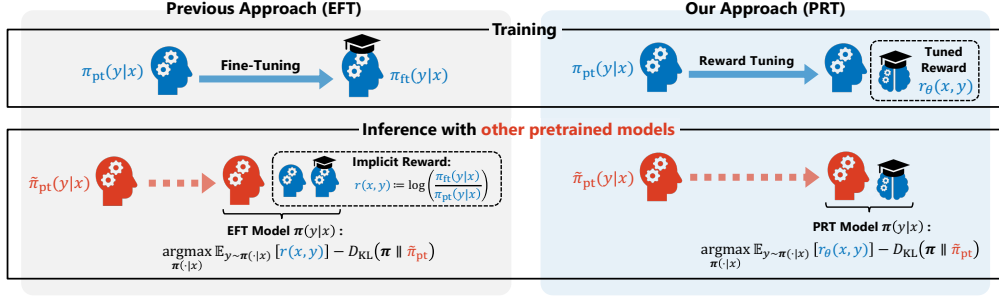 Previous Approach (EFT)
Our Approach (PRT)
Training
π_pt(y|x)
Fine-Tuning
π_ft(y|x)
π_pt(y|x)
Reward Tuning
Tuned
Reward
r_θ(x, y)
Inference with other pretrained models
π̃_pt(y|x)
Implicit Reward:
r(x, y) ≔ log(π_ft(y|x) / π_pt(y|x))
EFT Model π(y|x) :
argmax_{π(·|x)} 𝔼_{y~π(·|x)} [r(x, y)] − D_KL(π ∥ π̃_pt)
π̃_pt(y|x)
PRT Model π(y|x) :
argmax_{π(·|x)} 𝔼_{y~π(·|x)} [r_θ(x, y)] − D_KL(π ∥ π̃_pt)